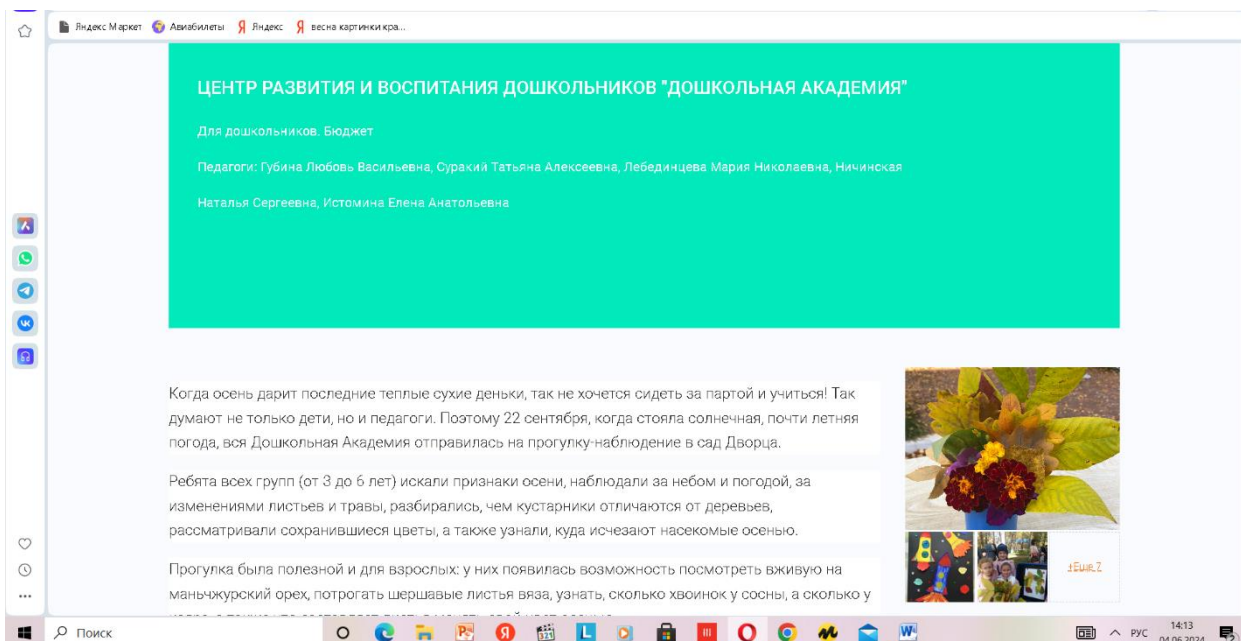 Яндекс Маркет Авиабилеты Яндекс весна картинки кра...
ЦЕНТР РАЗВИТИЯ И ВОСПИТАНИЯ ДОШКОЛЬНИКОВ "ДОШКОЛЬНАЯ АКАДЕМИЯ"
Для дошкольников. Бюджет
Педагоги: Губина Любовь Васильевна, Суракий Татьяна Алексеевна, Лебединцева Мария Николаевна, Ничинская
Наталья Сергеевна, Истомина Елена Анатольевна
Когда осень дарит последние теплые сухие деньки, так не хочется сидеть за партой и учиться! Так
думают не только дети, но и педагоги. Поэтому 22 сентября, когда стояла солнечная, почти летняя
погода, вся Дошкольная Академия отправилась на прогулку-наблюдение в сад Дворца.
Ребята всех групп (от 3 до 6 лет) искали признаки осени, наблюдали за небом и погодой, за
изменениями листьев и травы, разбирались, чем кустарники отличаются от деревьев,
рассматривали сохранившиеся цветы, а также узнали, куда исчезают насекомые осенью.
Прогулка была полезной и для взрослых: у них появилась возможность посмотреть вживую на
маньчжурский орех, потрогать шершавые листья вяза, узнать, сколько хвоинок у сосны, а сколько у
+Еще 7
Поиск
РУС
14:13
04.06.2024